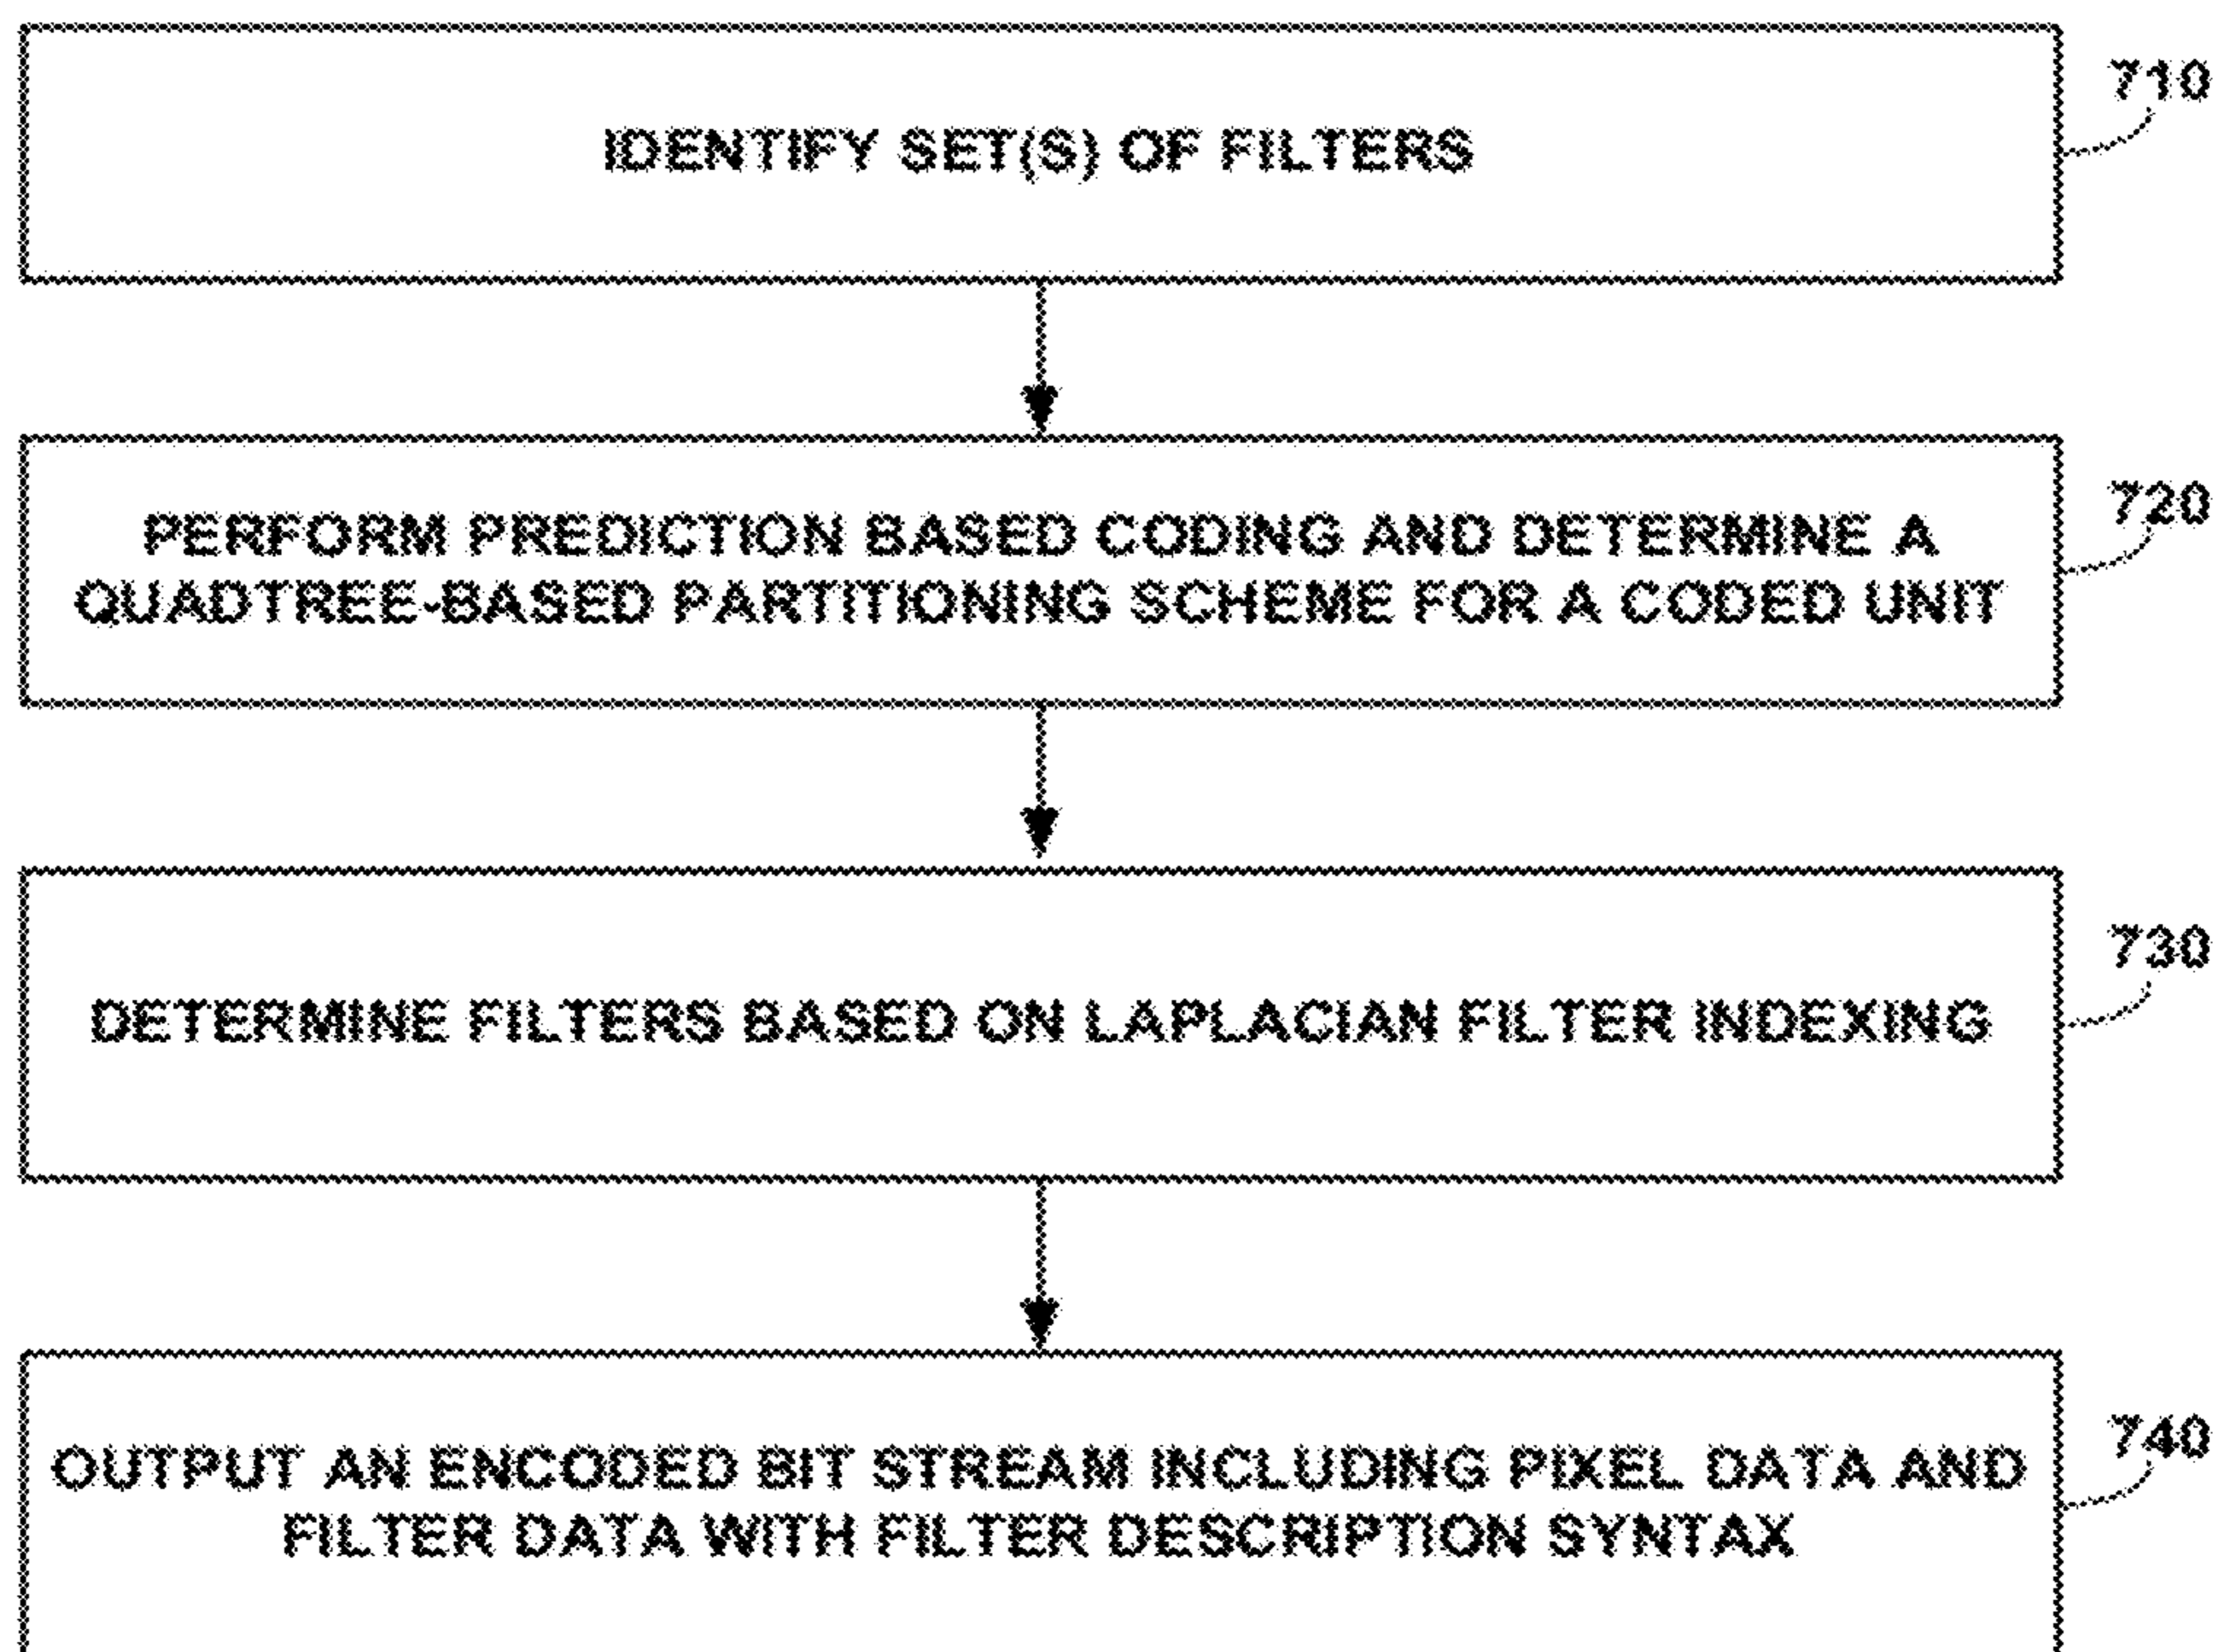 710
IDENTIFY SET(S) OF FILTERS
720
PERFORM PREDICTION BASED CODING AND DETERMINE A
QUADTREE-BASED PARTITIONING SCHEME FOR A CODED UNIT
730
DETERMINE FILTERS BASED ON LAPLACIAN FILTER INDEXING
740
OUTPUT AN ENCODED BIT STREAM INCLUDING PIXEL DATA AND
FILTER DATA WITH FILTER DESCRIPTION SYNTAX